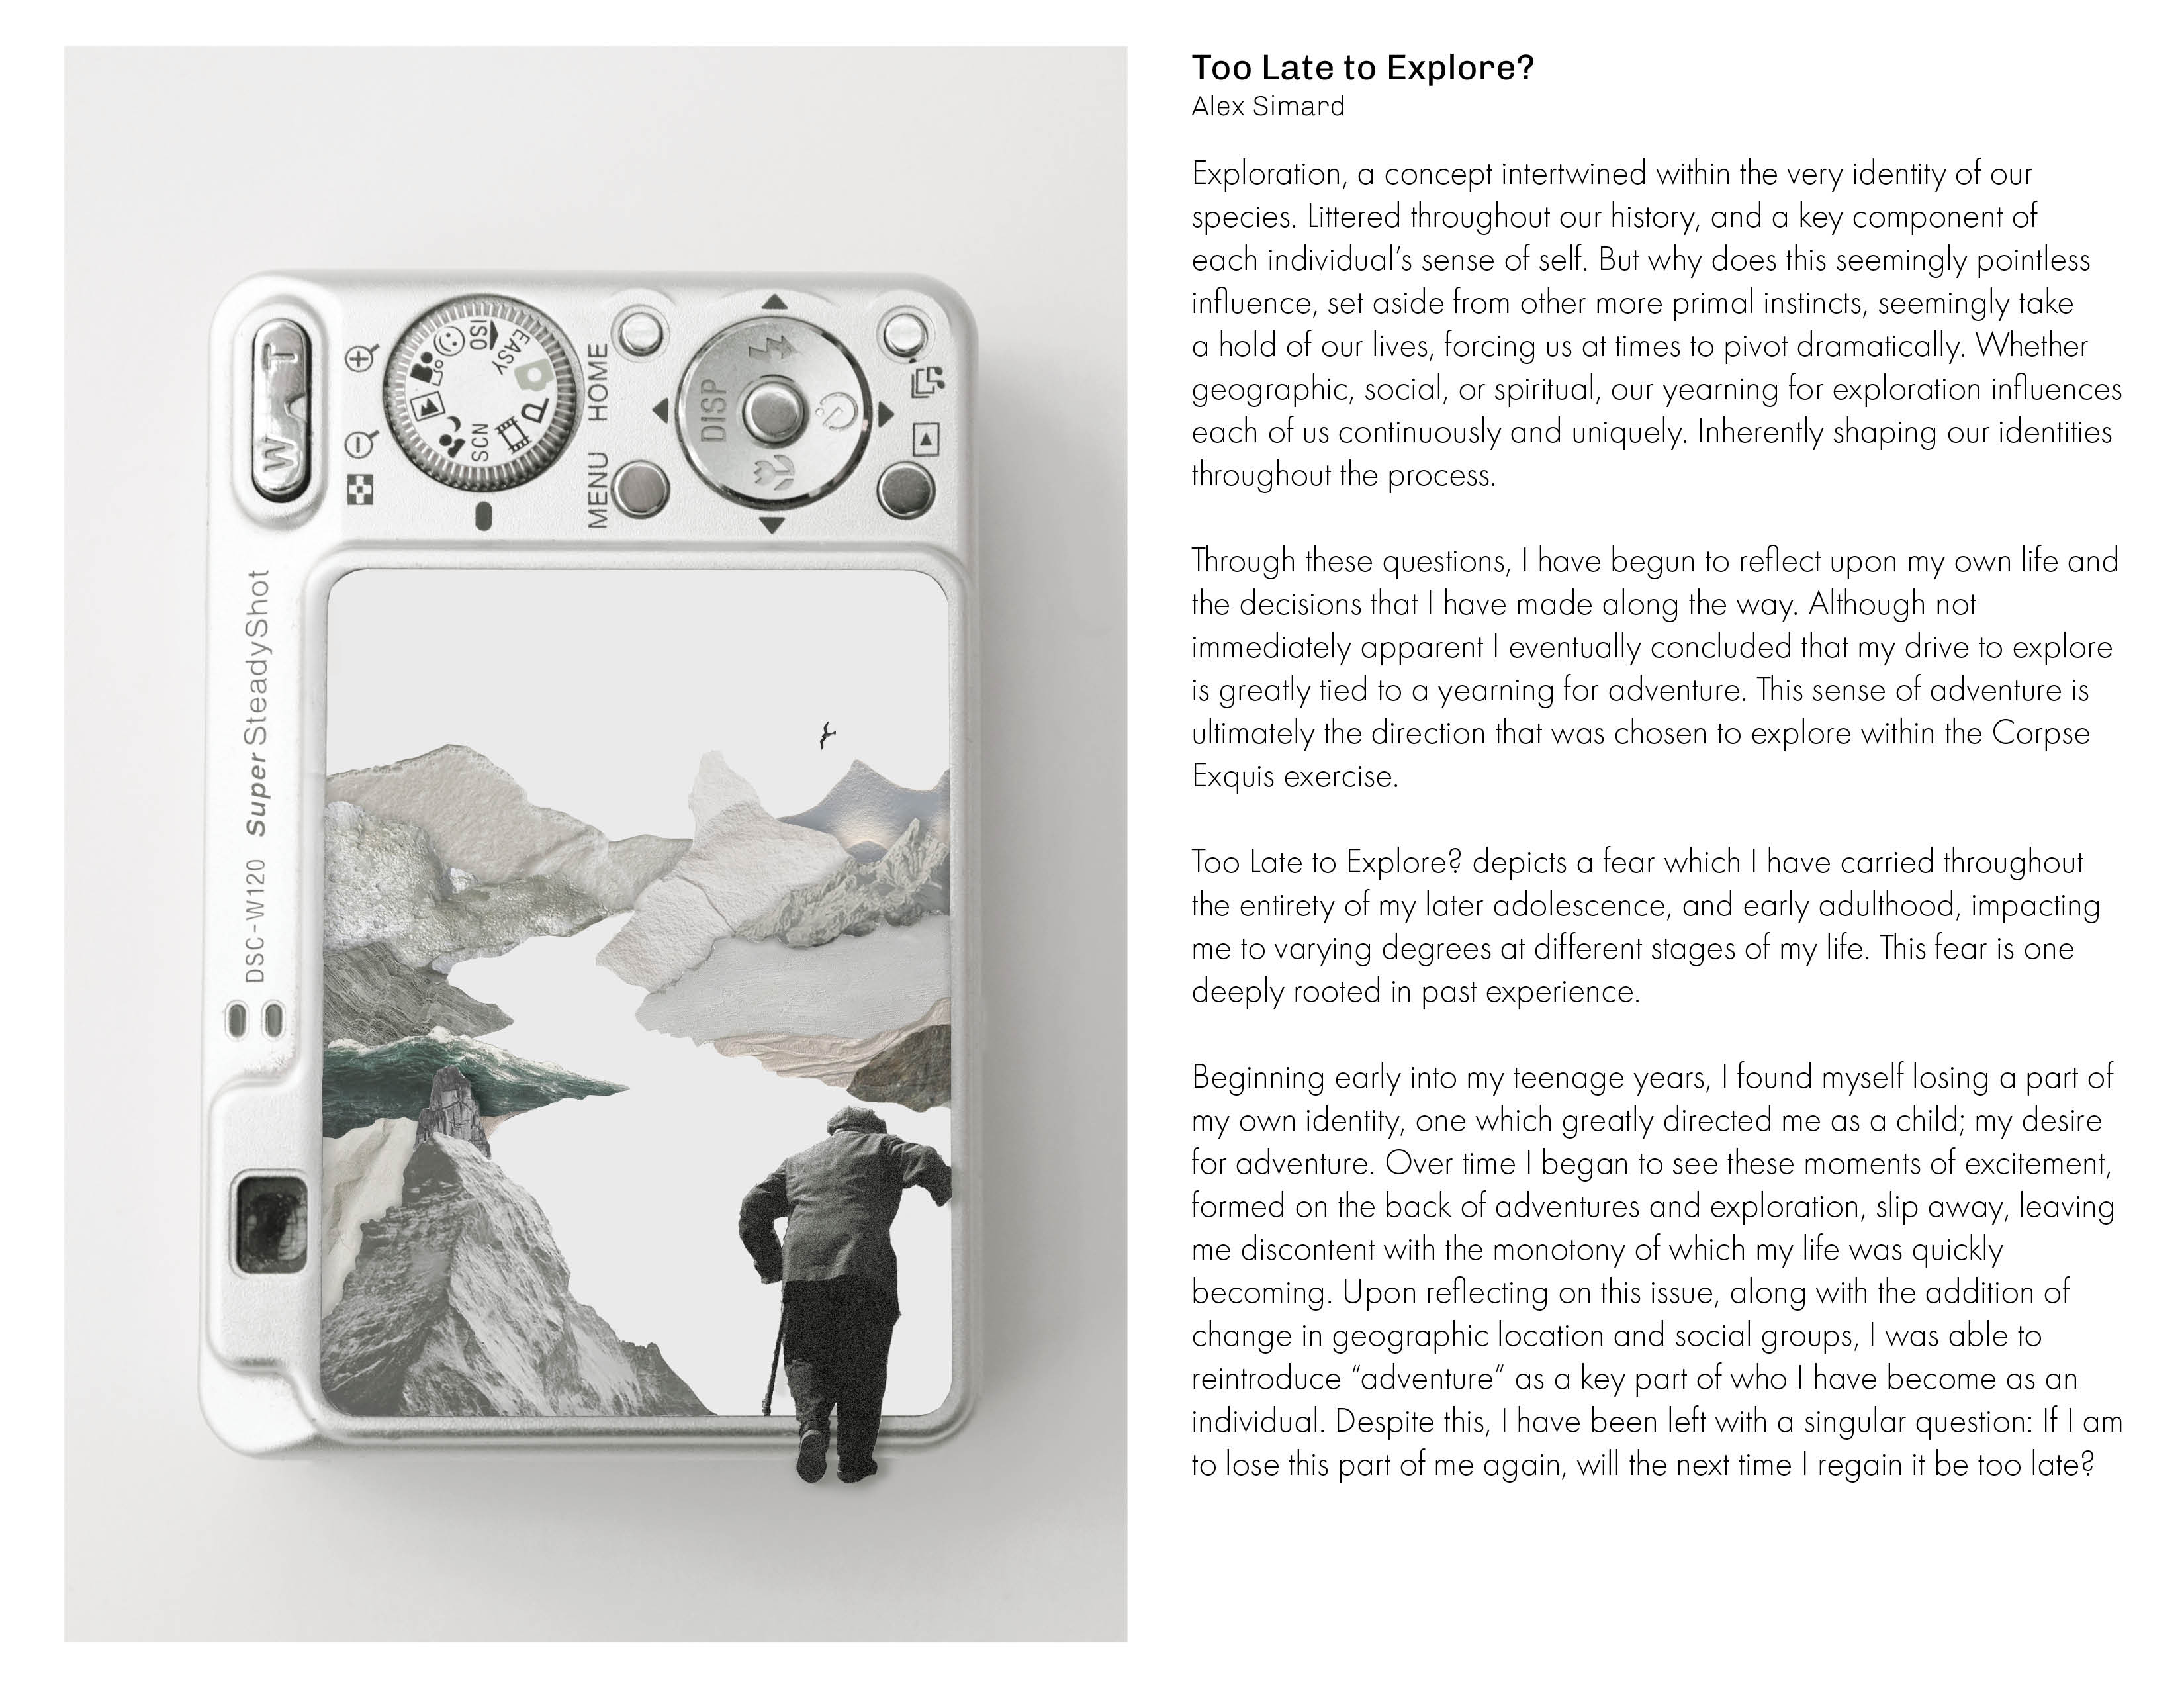 W T
ISO
EASY
P
SCN
HOME
MENU
DISP
DSC-W120 Super SteadyShot
Too Late to Explore?
Alex Simard
Exploration, a concept intertwined within the very identity of our
species. Littered throughout our history, and a key component of
each individual’s sense of self. But why does this seemingly pointless
influence, set aside from other more primal instincts, seemingly take
a hold of our lives, forcing us at times to pivot dramatically. Whether
geographic, social, or spiritual, our yearning for exploration influences
each of us continuously and uniquely. Inherently shaping our identities
throughout the process.
Through these questions, I have begun to reflect upon my own life and
the decisions that I have made along the way. Although not
immediately apparent I eventually concluded that my drive to explore
is greatly tied to a yearning for adventure. This sense of adventure is
ultimately the direction that was chosen to explore within the Corpse
Exquis exercise.
Too Late to Explore? depicts a fear which I have carried throughout
the entirety of my later adolescence, and early adulthood, impacting
me to varying degrees at different stages of my life. This fear is one
deeply rooted in past experience.
Beginning early into my teenage years, I found myself losing a part of
my own identity, one which greatly directed me as a child; my desire
for adventure. Over time I began to see these moments of excitement,
formed on the back of adventures and exploration, slip away, leaving
me discontent with the monotony of which my life was quickly
becoming. Upon reflecting on this issue, along with the addition of
change in geographic location and social groups, I was able to
reintroduce “adventure” as a key part of who I have become as an
individual. Despite this, I have been left with a singular question: If I am
to lose this part of me again, will the next time I regain it be too late?